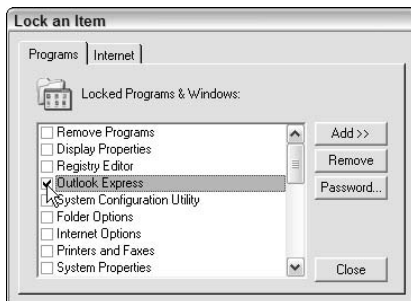 Lock an Item
Programs Internet
Locked Programs & Windows:
Remove Programs
Display Properties
Registry Editor
Outlook Express
System Configuration Utility
Folder Options
Internet Options
Printers and Faxes
System Properties
Add >>
Remove
Password...
Close